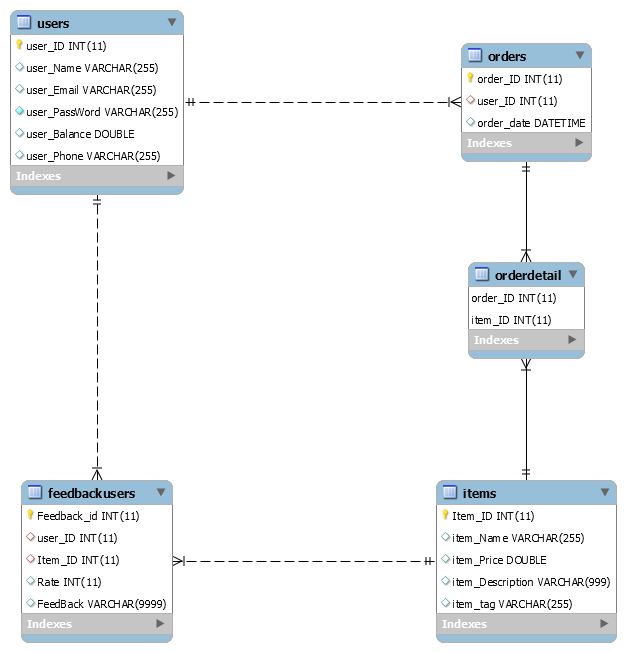 users
user_ID INT(11)
user_Name VARCHAR(255)
user_Email VARCHAR(255)
user_PassWord VARCHAR(255)
user_Balance DOUBLE
user_Phone VARCHAR(255)
Indexes
orders
order_ID INT(11)
user_ID INT(11)
order_date DATETIME
Indexes
orderdetail
order_ID INT(11)
item_ID INT(11)
Indexes
feedbackusers
Feedback_id INT(11)
user_ID INT(11)
Item_ID INT(11)
Rate INT(11)
FeedBack VARCHAR(9999)
Indexes
items
Item_ID INT(11)
item_Name VARCHAR(255)
item_Price DOUBLE
item_Description VARCHAR(999)
item_tag VARCHAR(255)
Indexes